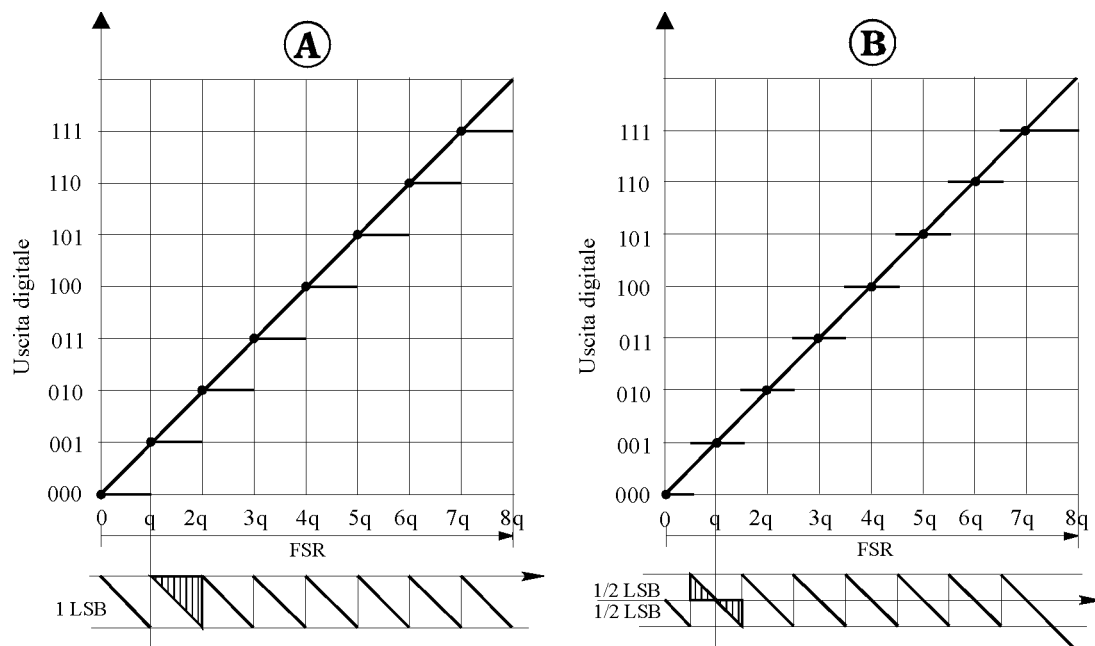 A
Uscita digitale
111
110
101
100
011
010
001
000
0 q 2q 3q 4q 5q 6q 7q 8q
FSR
1 LSB
B
Uscita digitale
111
110
101
100
011
010
001
000
0 q 2q 3q 4q 5q 6q 7q 8q
FSR
1/2 LSB
1/2 LSB